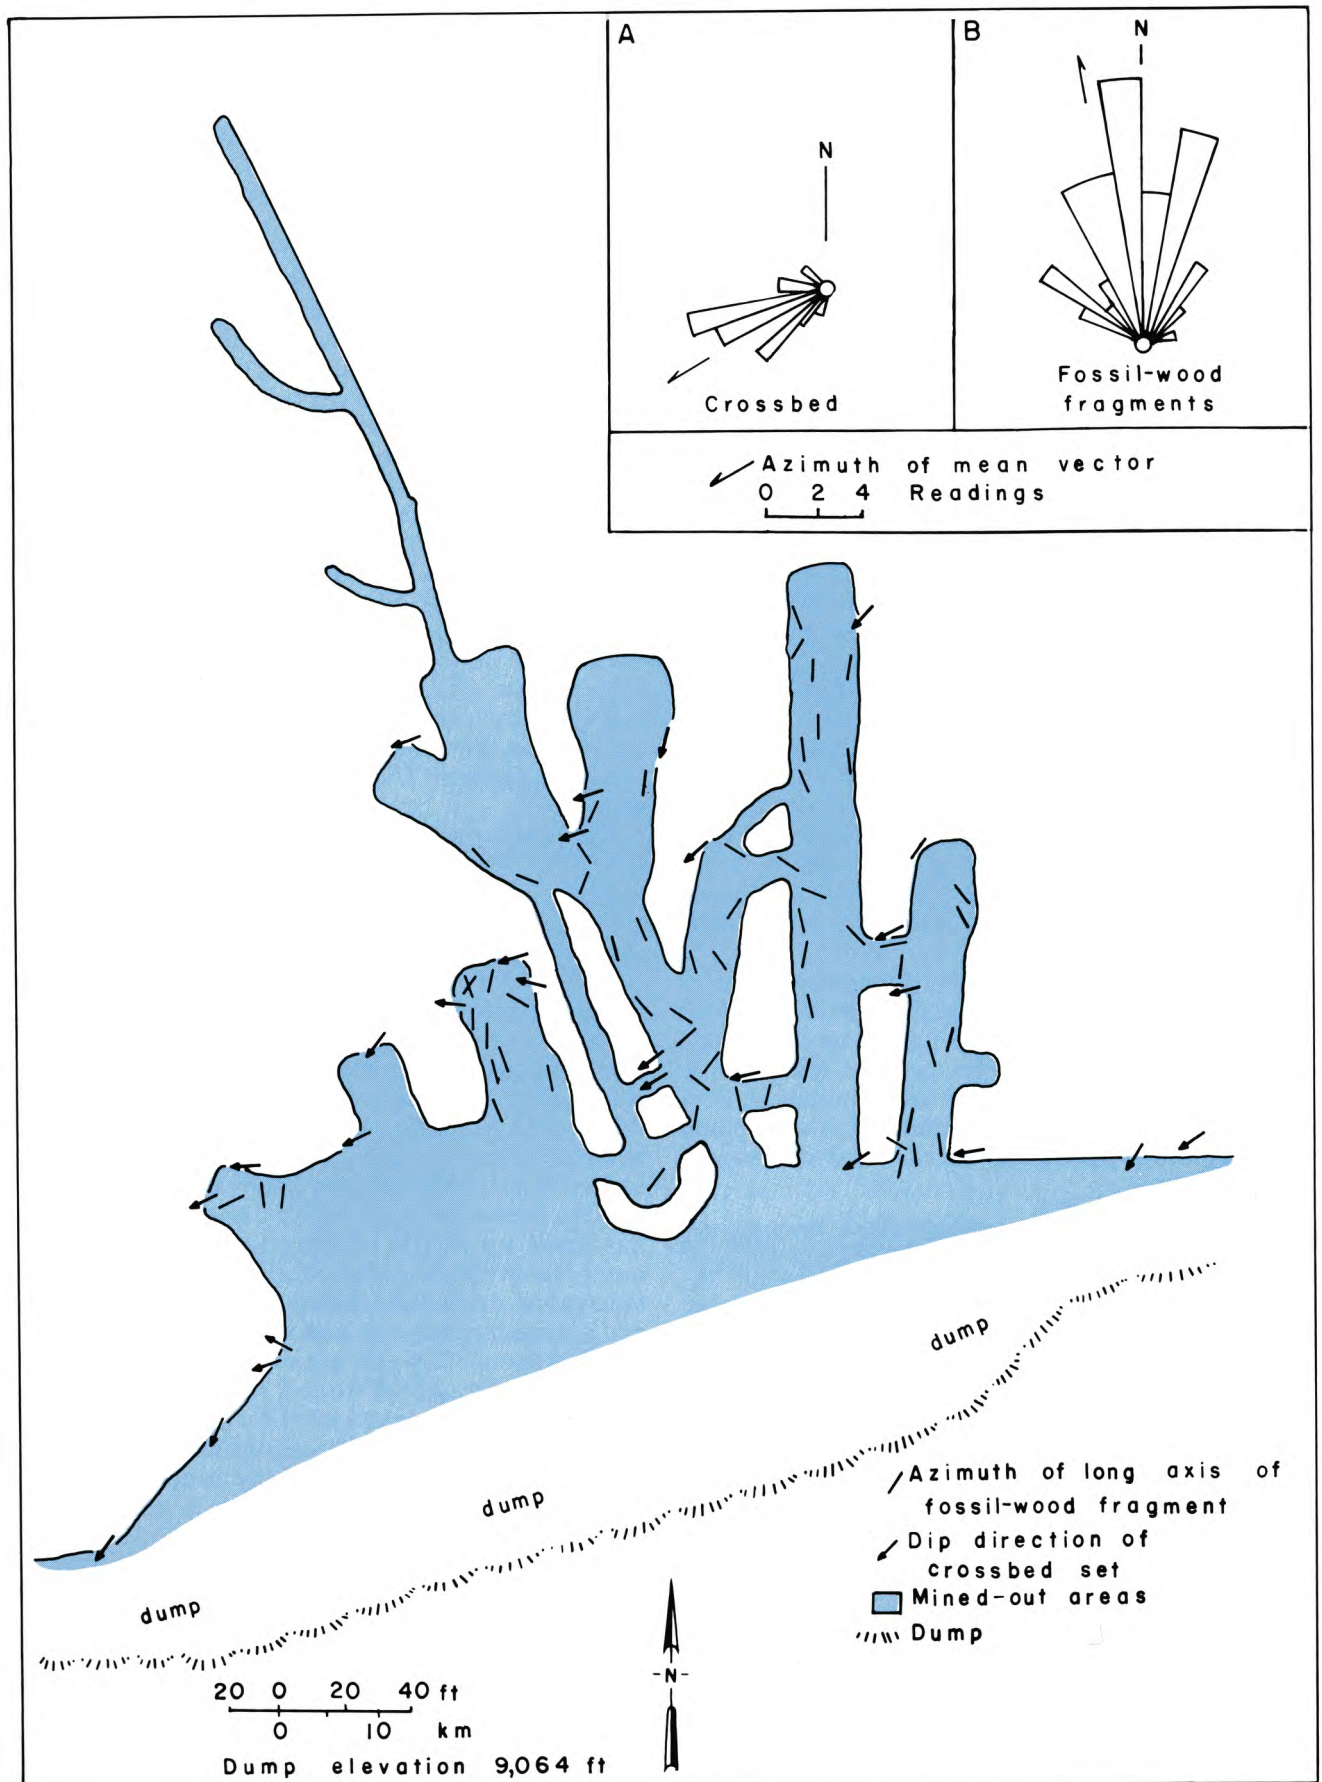 A
B
N
N
Crossbed
Fossil-wood
fragments
Azimuth of mean vector
0 2 4 Readings
dump
dump
dump
Azimuth of long axis of
fossil-wood fragment
Dip direction of
crossbed set
Mined-out areas
Dump
-N-
20 0 20 40 ft
0 10 km
Dump elevation 9,064 ft